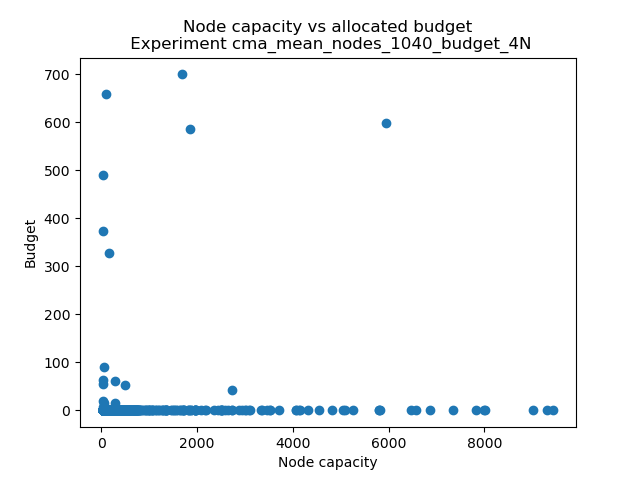 Node capacity vs allocated budget
Experiment cma_mean_nodes_1040_budget_4N
700
600
500
400
300
200
100
0
Budget
0 2000 4000 6000 8000
Node capacity